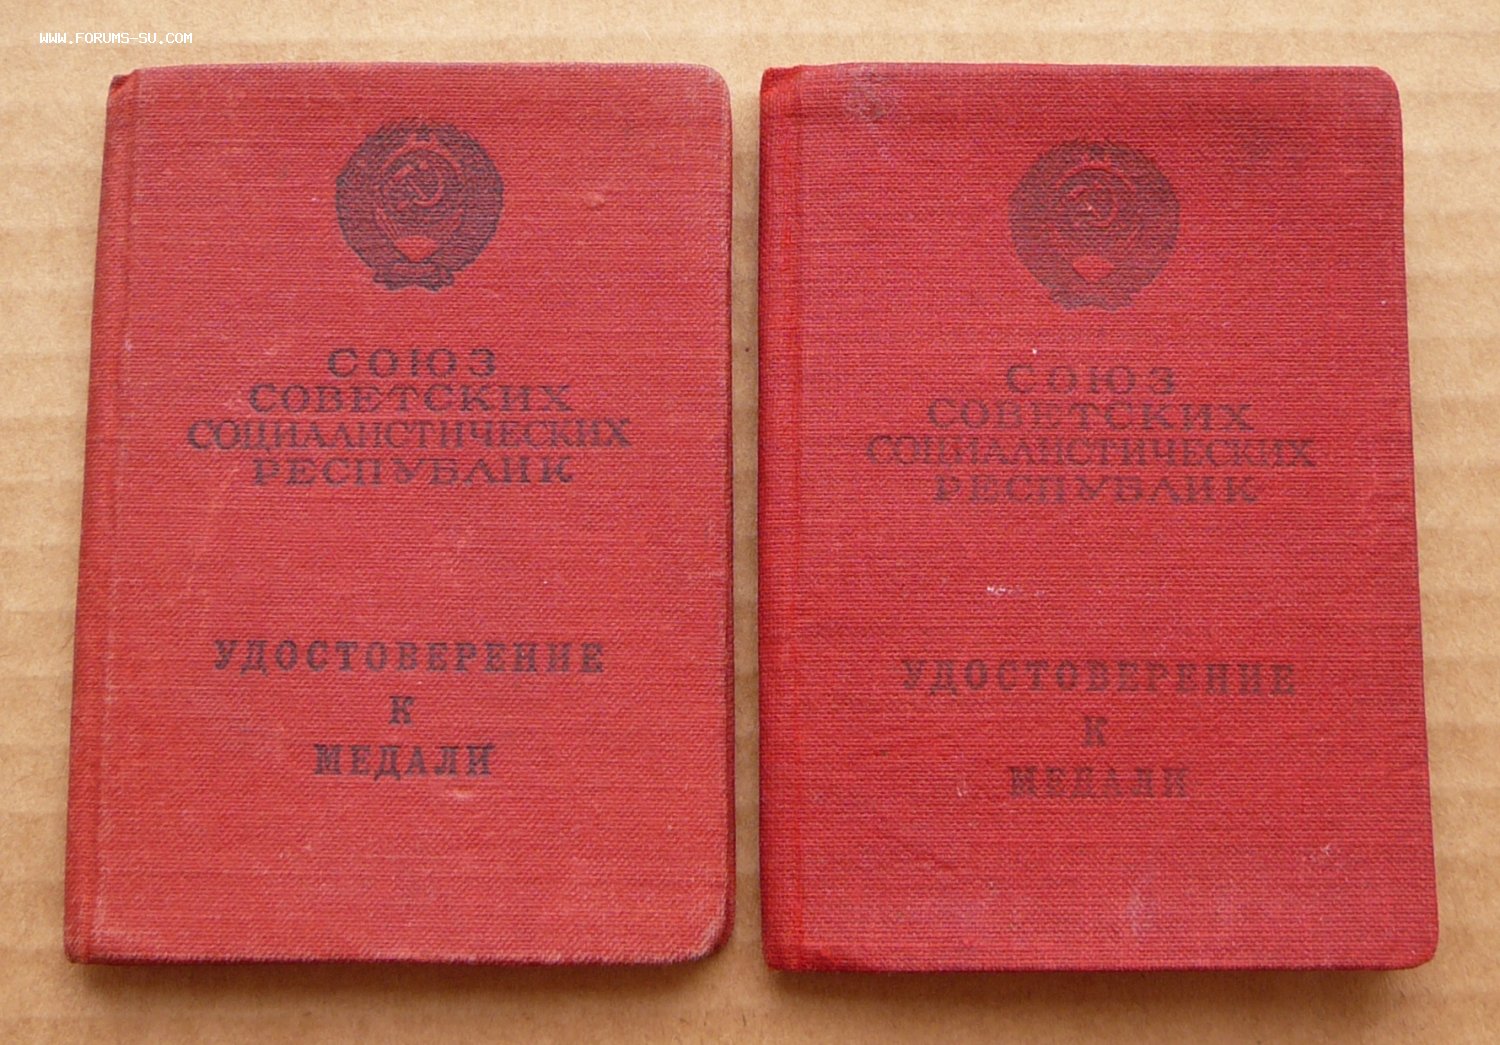 WWW.FORUMS-SU.COM
СОЮЗ
СОВЕТСКИХ
СОЦИАЛИСТИЧЕСКИХ
РЕСПУБЛИК
УДОСТОВЕРЕНИЕ
К
МЕДАЛИ
СОЮЗ
СОВЕТСКИХ
СОЦИАЛИСТИЧЕСКИХ
РЕСПУБЛИК
УДОСТОВЕРЕНИЕ
К
МЕДАЛИ